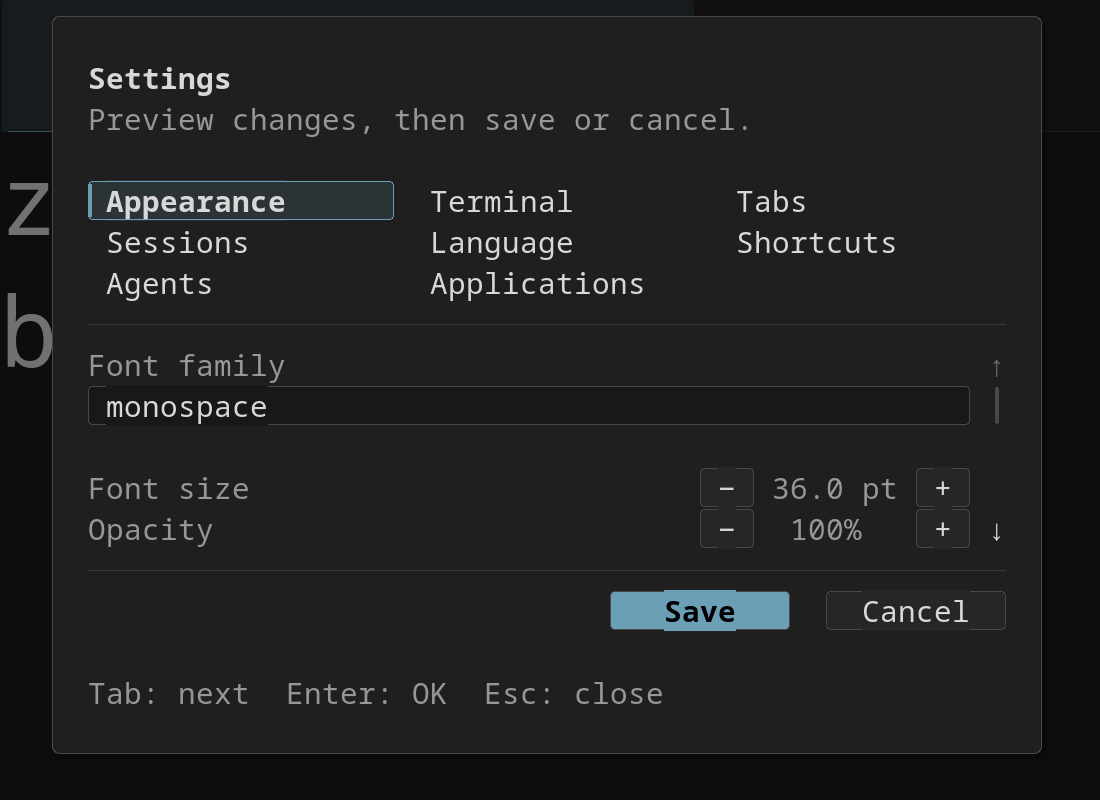 Settings
Preview changes, then save or cancel.
Appearance Terminal Tabs
Sessions Language Shortcuts
Agents Applications
z
b
Font family ↑
monospace
Font size − 36.0 pt +
Opacity − 100% + ↓
Save Cancel
Tab: next Enter: OK Esc: close